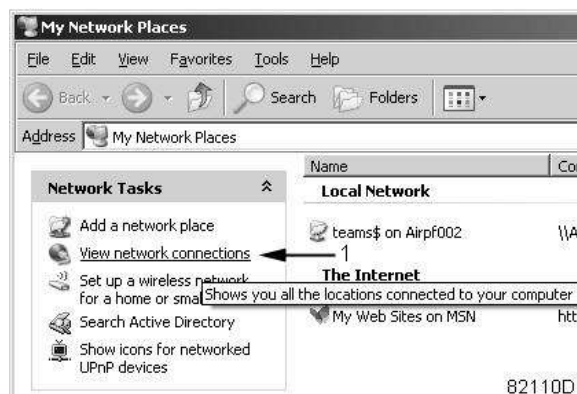 My Network Places
File Edit View Favorites Tools Help
Back Search Folders
Address My Network Places
Network Tasks
Add a network place
View network connections
Set up a wireless network
for a home or smal
Search Active Directory
Show icons for networked
UPnP devices
Name Co
Local Network
teams$ on Airpf002 \\A
1
The Internet
Shows you all the locations connected to your computer
My Web Sites on MSN htt
82110D